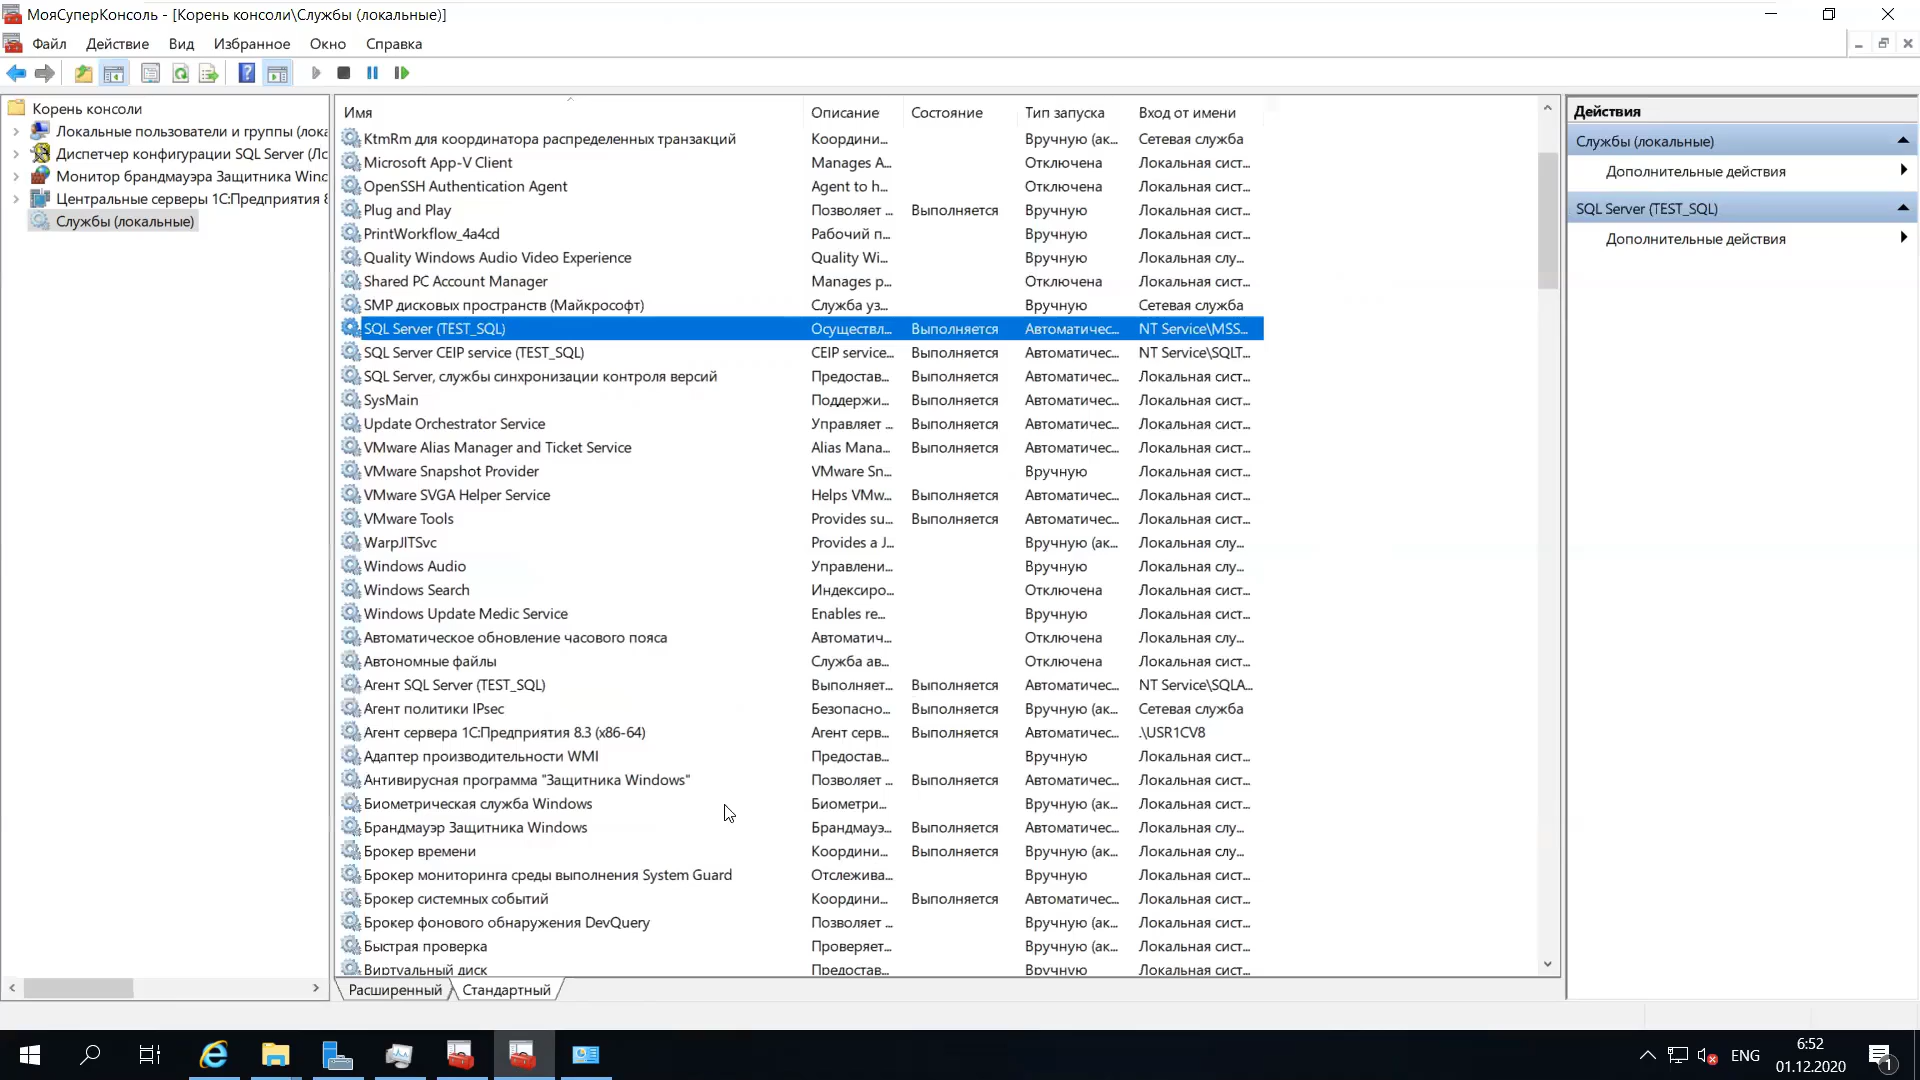 МояСуперКонсоль - [Корень консоли\Службы (локальные)]
Файл Действие Вид Избранное Окно Справка
Корень консоли
Локальные пользователи и группы (лока
Диспетчер конфигурации SQL Server (Лс
Монитор брандмауэра Защитника Winc
Центральные серверы 1С:Предприятия 8
Службы (локальные)
Имя Описание Состояние Тип запуска Вход от имени
KtmRm для координатора распределенных транзакций Координи... Вручную (ак... Сетевая служба
Microsoft App-V Client Manages A... Отключена Локальная сист...
OpenSSH Authentication Agent Agent to h... Отключена Локальная сист...
Plug and Play Позволяет ... Выполняется Вручную Локальная сист...
PrintWorkflow_4a4cd Рабочий п... Вручную Локальная сист...
Quality Windows Audio Video Experience Quality Wi... Вручную Локальная слу...
Shared PC Account Manager Manages p... Отключена Локальная сист...
SMP дисковых пространств (Майкрософт) Служба уз... Вручную Сетевая служба
SQL Server (TEST_SQL) Осуществл... Выполняется Автоматичес... NT Service\MSS...
SQL Server CEIP service (TEST_SQL) CEIP service... Выполняется Автоматичес... NT Service\SQLT...
SQL Server, службы синхронизации контроля версий Предостав... Выполняется Автоматичес... Локальная сист...
SysMain Поддержи... Выполняется Автоматичес... Локальная сист...
Update Orchestrator Service Управляет ... Выполняется Автоматичес... Локальная сист...
VMware Alias Manager and Ticket Service Alias Mana... Выполняется Автоматичес... Локальная сист...
VMware Snapshot Provider VMware Sn... Вручную Локальная сист...
VMware SVGA Helper Service Helps VMw... Выполняется Автоматичес... Локальная сист...
VMware Tools Provides su... Выполняется Автоматичес... Локальная сист...
WarpJITSvc Provides a J... Вручную (ак... Локальная слу...
Windows Audio Управлени... Вручную Локальная слу...
Windows Search Индексиро... Отключена Локальная сист...
Windows Update Medic Service Enables re... Вручную Локальная сист...
Автоматическое обновление часового пояса Автоматич... Отключена Локальная слу...
Автономные файлы Служба ав... Отключена Локальная сист...
Агент SQL Server (TEST_SQL) Выполняет... Выполняется Автоматичес... NT Service\SQLA...
Агент политики IPsec Безопасно... Выполняется Вручную (ак... Сетевая служба
Агент сервера 1С:Предприятия 8.3 (x86-64) Агент серв... Выполняется Автоматичес... .\USR1CV8
Адаптер производительности WMI Предостав... Вручную Локальная сист...
Антивирусная программа "Защитника Windows" Позволяет ... Выполняется Автоматичес... Локальная сист...
Биометрическая служба Windows Биометри... Вручную (ак... Локальная сист...
Брандмауэр Защитника Windows Брандмауэ... Выполняется Автоматичес... Локальная слу...
Брокер времени Координи... Выполняется Вручную (ак... Локальная слу...
Брокер мониторинга среды выполнения System Guard Отслежива... Вручную Локальная сист...
Брокер системных событий Координи... Выполняется Автоматичес... Локальная сист...
Брокер фонового обнаружения DevQuery Позволяет ... Вручную (ак... Локальная сист...
Быстрая проверка Проверяет... Вручную (ак... Локальная сист...
Виртуальный диск Предостав... Вручную Локальная сист...
Расширенный Стандартный
Действия
Службы (локальные)
Дополнительные действия
SQL Server (TEST_SQL)
Дополнительные действия
ENG
6:52
01.12.2020
1